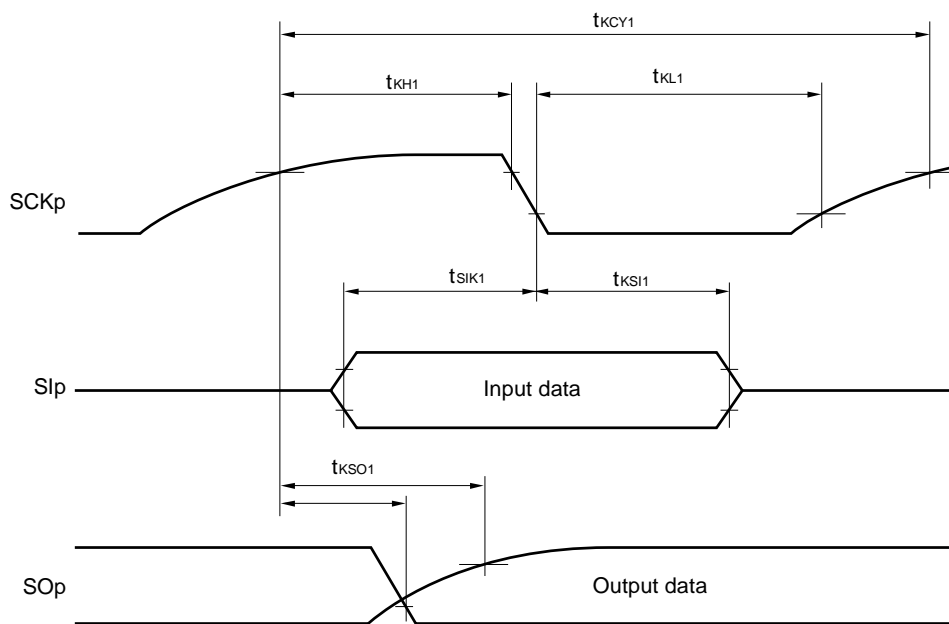 tKCY1
tKH1
tKL1
SCKp
tSIK1
tKSI1
SIp
Input data
tKSO1
SOp
Output data